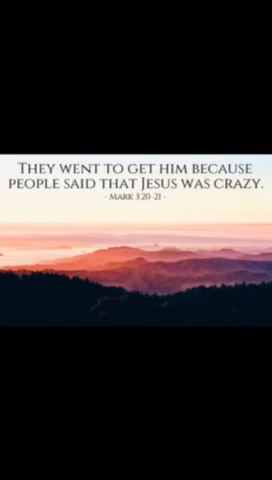 They went to get him because
people said that Jesus was crazy.
- Mark 3:20-21 -